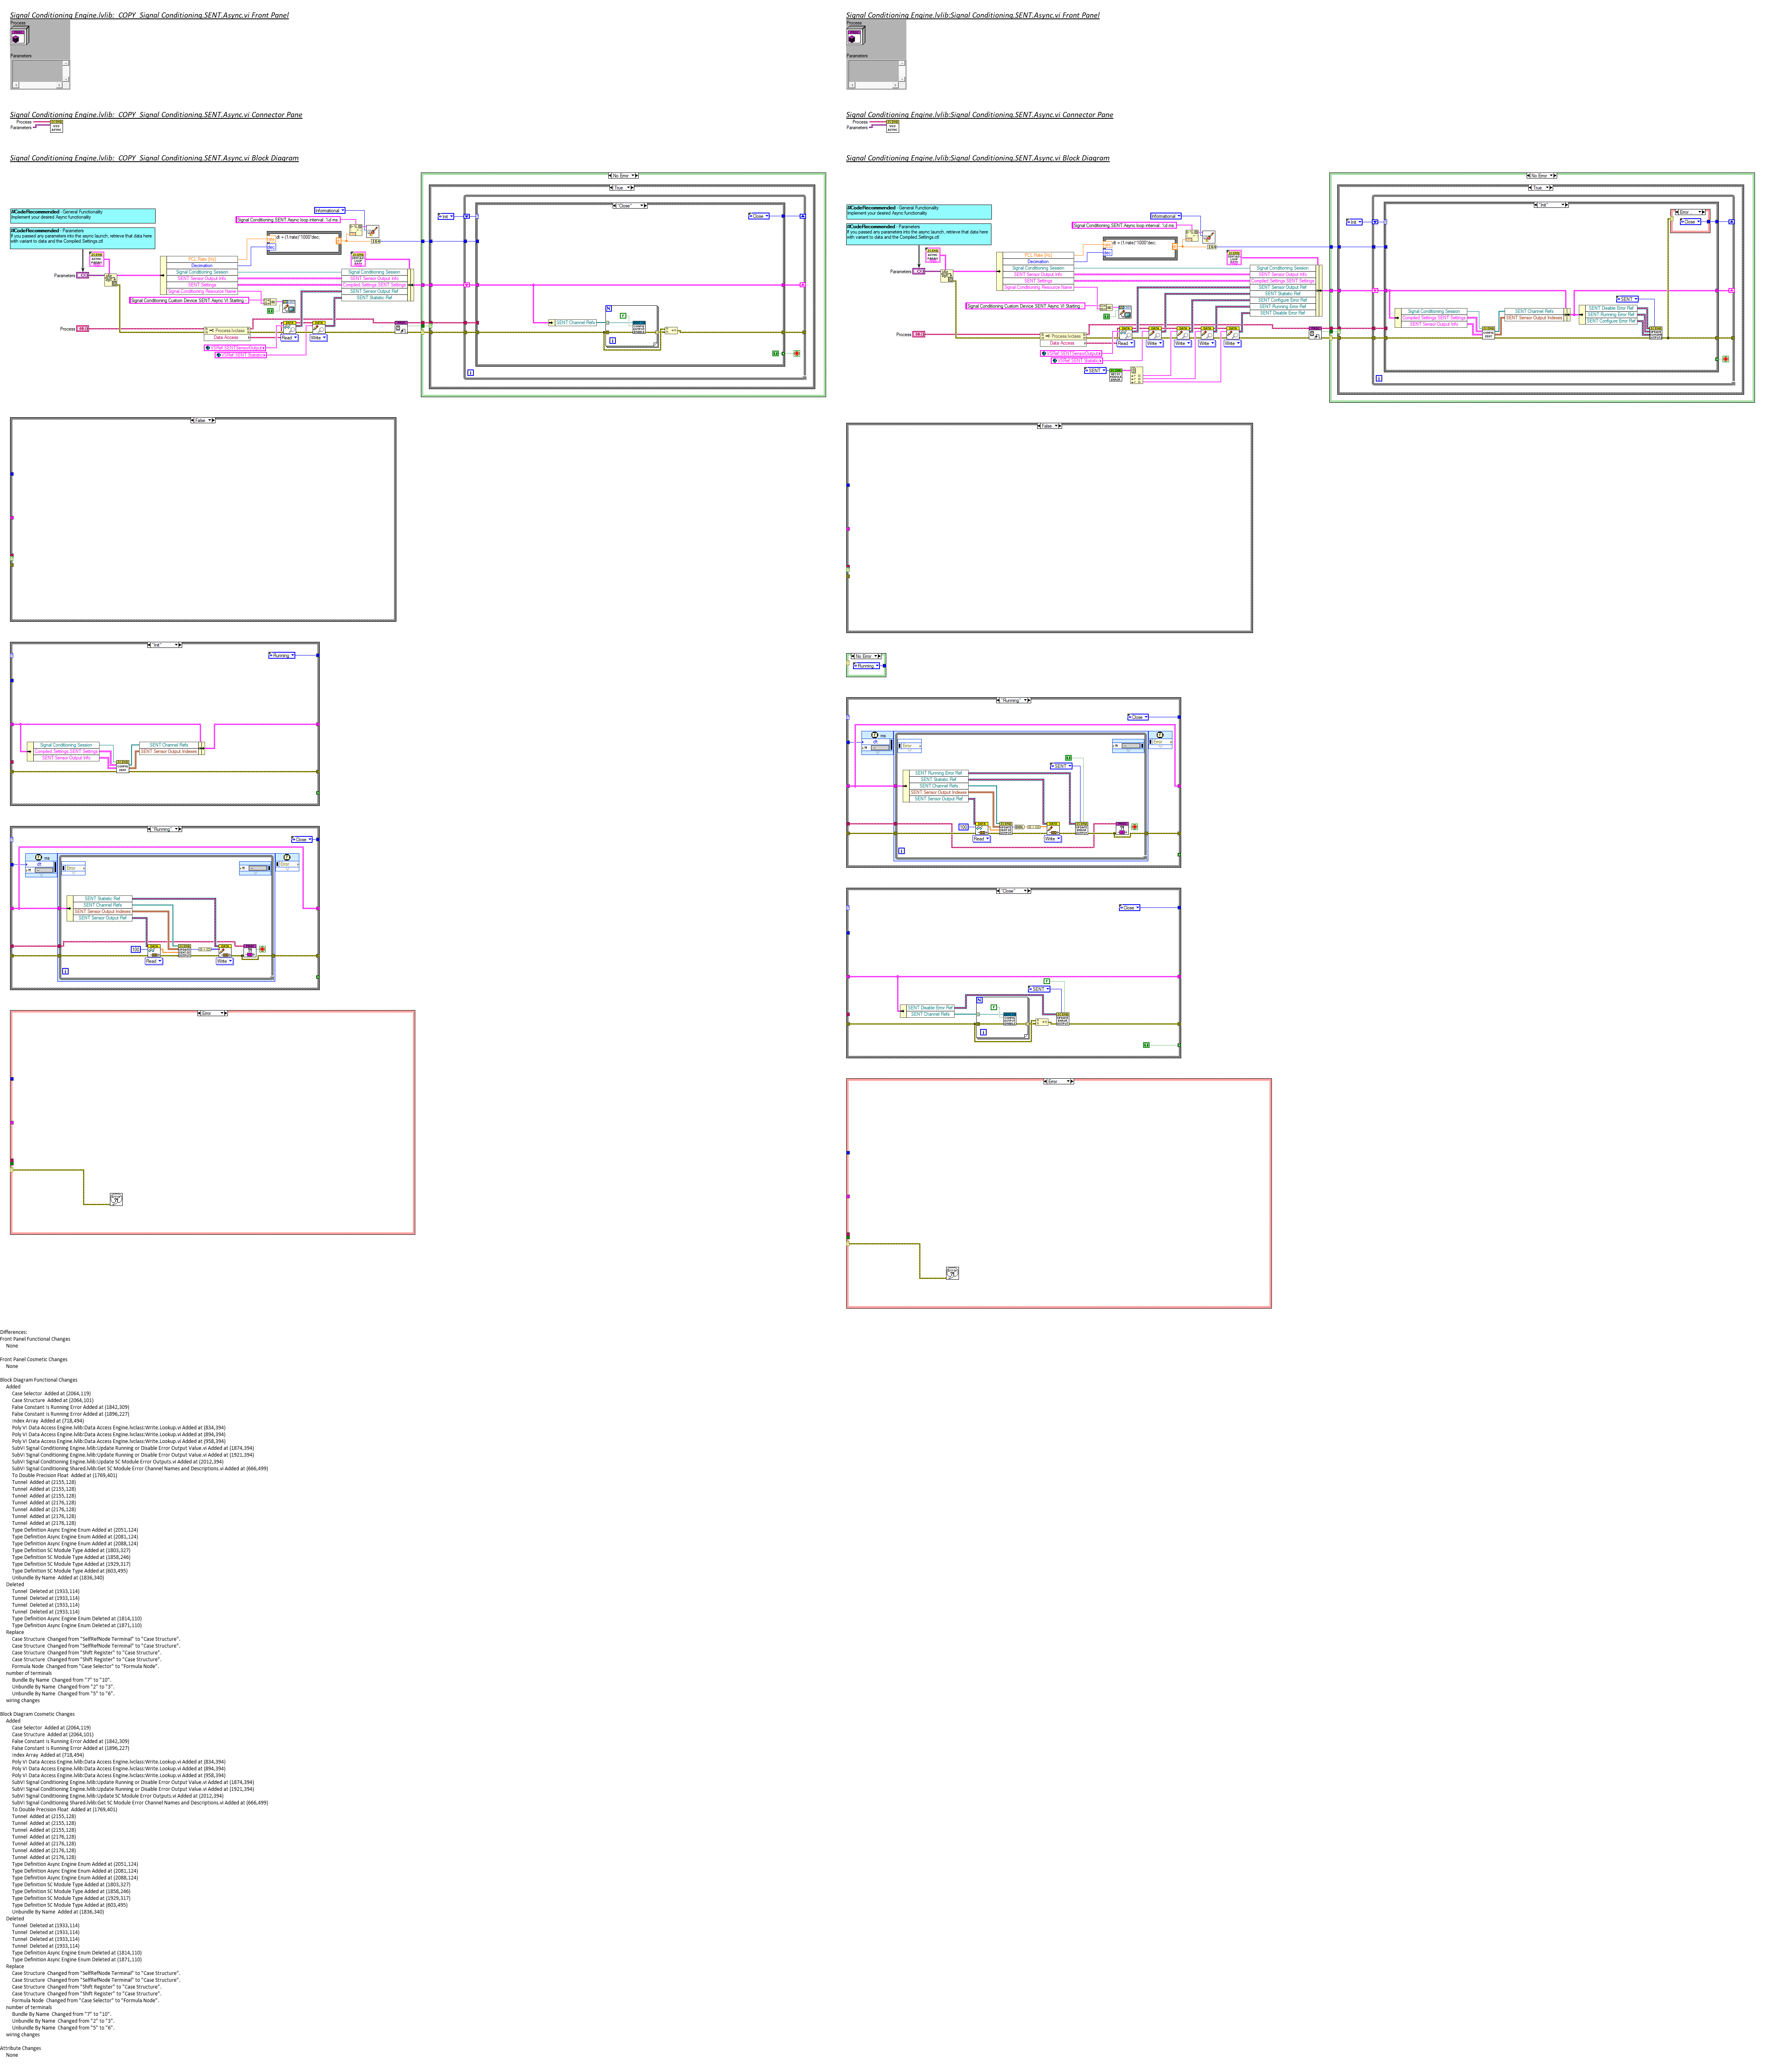 Signal Conditioning Engine.lvlib:  COPY  Signal Conditioning.SENT.Async.vi Front Panel
Process
Parameters
Signal Conditioning Engine.lvlib:  COPY  Signal Conditioning.SENT.Async.vi Connector Pane
Process
Parameters
Signal Conditioning Engine.lvlib:  COPY  Signal Conditioning.SENT.Async.vi Block Diagram
No Error
True
"Close"
Init
Close
#CodeRecommended - General Functionality
Implement your desired Async functionality
#CodeRecommended - Parameters
If you passed any parameters into the async launch, retrieve that data here
with variant to data and the Compiled.Settings.ctl
Informational
Signal Conditioning.SENT.Async loop interval: %d ms
dt = (1/rate)*1000*dec;
dec
Parameters
PCL Rate [Hz]
Decimation
Signal Conditioning Session
SENT Sensor Output Info
SENT Settings
Signal Conditioning Resource Name
Signal Conditioning Custom Device SENT Async VI Starting -
Signal Conditioning Session
SENT Sensor Output Info
Compiled Settings.SENT Settings
SENT Sensor Output Ref
SENT Statistic Ref
Process
Process.lvclass
Data Access
Read
Write
SENT Channel Refs
False
"Init"
Running
Signal Conditioning Session
Compiled Settings.SENT Settings
SENT Sensor Output Info
SENT Channel Refs
SENT Sensor Output Indexes
"Running"
Close
ms
dt
Error
Error
SENT Statistic Ref
SENT Channel Refs
SENT Sensor Output Indexes
SENT Sensor Output Ref
100
Read
Write
Error
Signal Conditioning Engine.lvlib:Signal Conditioning.SENT.Async.vi Front Panel
Process
Parameters
Signal Conditioning Engine.lvlib:Signal Conditioning.SENT.Async.vi Connector Pane
Process
Parameters
Signal Conditioning Engine.lvlib:Signal Conditioning.SENT.Async.vi Block Diagram
No Error
True
"Init"
Error
Init
Close
#CodeRecommended - General Functionality
Implement your desired Async functionality
#CodeRecommended - Parameters
If you passed any parameters into the async launch, retrieve that data here
with variant to data and the Compiled.Settings.ctl
Informational
Signal Conditioning.SENT.Async loop interval: %d ms
dt = (1/rate)*1000*dec;
dec
Parameters
PCL Rate [Hz]
Decimation
Signal Conditioning Session
SENT Sensor Output Info
SENT Settings
Signal Conditioning Resource Name
Signal Conditioning Custom Device SENT Async VI Starting -
Signal Conditioning Session
SENT Sensor Output Info
Compiled Settings.SENT Settings
SENT Sensor Output Ref
SENT Statistic Ref
SENT Configure Error Ref
SENT Running Error Ref
SENT Disable Error Ref
Process
Process.lvclass
Data Access
Read
Write
Write
Write
Write
SENT
Signal Conditioning Session
Compiled Settings.SENT Settings
SENT Sensor Output Info
SENT Channel Refs
SENT Sensor Output Indexes
SENT
SENT Disable Error Ref
SENT Running Error Ref
SENT Configure Error Ref
False
No Error
Running
"Running"
Close
ms
dt
Error
Error
SENT
SENT Running Error Ref
SENT Statistic Ref
SENT Channel Refs
SENT Sensor Output Indexes
SENT Sensor Output Ref
100
Read
Write
"Close"
Close
SENT
SENT Disable Error Ref
SENT Channel Refs
Error
Differences:
Front Panel Functional Changes
None
Front Panel Cosmetic Changes
None
Block Diagram Functional Changes
Added
Case Selector  Added at (2064,119)
Case Structure  Added at (2064,101)
False Constant Is Running Error Added at (1842,309)
False Constant Is Running Error Added at (1896,227)
Index Array  Added at (718,494)
Poly VI Data Access Engine.lvlib:Data Access Engine.lvclass:Write.Lookup.vi Added at (834,394)
Poly VI Data Access Engine.lvlib:Data Access Engine.lvclass:Write.Lookup.vi Added at (894,394)
Poly VI Data Access Engine.lvlib:Data Access Engine.lvclass:Write.Lookup.vi Added at (958,394)
SubVI Signal Conditioning Engine.lvlib:Update Running or Disable Error Output Value.vi Added at (1874,394)
SubVI Signal Conditioning Engine.lvlib:Update Running or Disable Error Output Value.vi Added at (1921,394)
SubVI Signal Conditioning Engine.lvlib:Update SC Module Error Outputs.vi Added at (2012,394)
SubVI Signal Conditioning Shared.lvlib:Get SC Module Error Channel Names and Descriptions.vi Added at (666,499)
To Double Precision Float  Added at (1769,401)
Tunnel  Added at (2155,128)
Tunnel  Added at (2155,128)
Tunnel  Added at (2155,128)
Tunnel  Added at (2176,128)
Tunnel  Added at (2176,128)
Tunnel  Added at (2176,128)
Tunnel  Added at (2176,128)
Type Definition Async Engine Enum Added at (2051,124)
Type Definition Async Engine Enum Added at (2081,124)
Type Definition Async Engine Enum Added at (2088,124)
Type Definition SC Module Type Added at (1803,327)
Type Definition SC Module Type Added at (1858,246)
Type Definition SC Module Type Added at (1929,317)
Type Definition SC Module Type Added at (603,495)
Unbundle By Name  Added at (1836,340)
Deleted
Tunnel  Deleted at (1933,114)
Tunnel  Deleted at (1933,114)
Tunnel  Deleted at (1933,114)
Tunnel  Deleted at (1933,114)
Type Definition Async Engine Enum Deleted at (1814,110)
Type Definition Async Engine Enum Deleted at (1871,110)
Replace
Case Structure  Changed from "SelfRefNode Terminal" to "Case Structure".
Case Structure  Changed from "SelfRefNode Terminal" to "Case Structure".
Case Structure  Changed from "Shift Register" to "Case Structure".
Case Structure  Changed from "Shift Register" to "Case Structure".
Formula Node  Changed from "Case Selector" to "Formula Node".
number of terminals
Bundle By Name  Changed from "7" to "10".
Unbundle By Name  Changed from "2" to "3".
Unbundle By Name  Changed from "5" to "6".
wiring changes
Block Diagram Cosmetic Changes
Added
Case Selector  Added at (2064,119)
Case Structure  Added at (2064,101)
False Constant Is Running Error Added at (1842,309)
False Constant Is Running Error Added at (1896,227)
Index Array  Added at (718,494)
Poly VI Data Access Engine.lvlib:Data Access Engine.lvclass:Write.Lookup.vi Added at (834,394)
Poly VI Data Access Engine.lvlib:Data Access Engine.lvclass:Write.Lookup.vi Added at (894,394)
Poly VI Data Access Engine.lvlib:Data Access Engine.lvclass:Write.Lookup.vi Added at (958,394)
SubVI Signal Conditioning Engine.lvlib:Update Running or Disable Error Output Value.vi Added at (1874,394)
SubVI Signal Conditioning Engine.lvlib:Update Running or Disable Error Output Value.vi Added at (1921,394)
SubVI Signal Conditioning Engine.lvlib:Update SC Module Error Outputs.vi Added at (2012,394)
SubVI Signal Conditioning Shared.lvlib:Get SC Module Error Channel Names and Descriptions.vi Added at (666,499)
To Double Precision Float  Added at (1769,401)
Tunnel  Added at (2155,128)
Tunnel  Added at (2155,128)
Tunnel  Added at (2155,128)
Tunnel  Added at (2176,128)
Tunnel  Added at (2176,128)
Tunnel  Added at (2176,128)
Tunnel  Added at (2176,128)
Type Definition Async Engine Enum Added at (2051,124)
Type Definition Async Engine Enum Added at (2081,124)
Type Definition Async Engine Enum Added at (2088,124)
Type Definition SC Module Type Added at (1803,327)
Type Definition SC Module Type Added at (1858,246)
Type Definition SC Module Type Added at (1929,317)
Type Definition SC Module Type Added at (603,495)
Unbundle By Name  Added at (1836,340)
Deleted
Tunnel  Deleted at (1933,114)
Tunnel  Deleted at (1933,114)
Tunnel  Deleted at (1933,114)
Tunnel  Deleted at (1933,114)
Type Definition Async Engine Enum Deleted at (1814,110)
Type Definition Async Engine Enum Deleted at (1871,110)
Replace
Case Structure  Changed from "SelfRefNode Terminal" to "Case Structure".
Case Structure  Changed from "SelfRefNode Terminal" to "Case Structure".
Case Structure  Changed from "Shift Register" to "Case Structure".
Case Structure  Changed from "Shift Register" to "Case Structure".
Formula Node  Changed from "Case Selector" to "Formula Node".
number of terminals
Bundle By Name  Changed from "7" to "10".
Unbundle By Name  Changed from "2" to "3".
Unbundle By Name  Changed from "5" to "6".
wiring changes
Attribute Changes
None